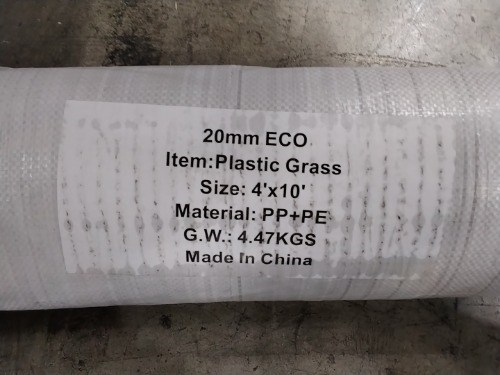 20mm ECO
Item:Plastic Grass
Size: 4'x10'
Material: PP+PE
G.W.: 4.47KGS
Made In China